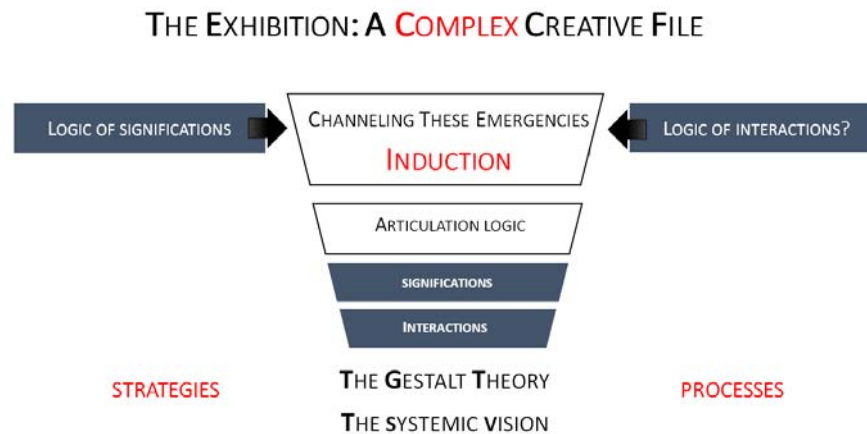 THE EXHIBITION: A COMPLEX CREATIVE FILE
LOGIC OF SIGNIFICATIONS
CHANNELING THESE EMERGENCIES
INDUCTION
LOGIC OF INTERACTIONS?
ARTICULATION LOGIC
SIGNIFICATIONS
INTERACTIONS
STRATEGIES
THE GESTALT THEORY
THE SYSTEMIC VISION
PROCESSES